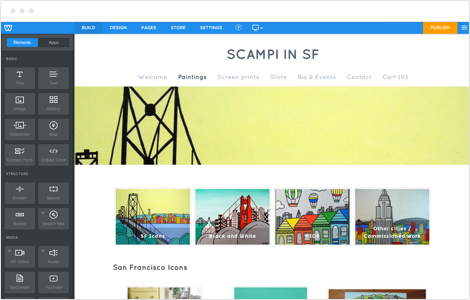 BUILD DESIGN PAGES STORE SETTINGS ? PUBLISH
Elements Apps
BASIC
Title Text
Image Gallery
Slideshow Map
Contact Form Embed Code
STRUCTURE
Divider Spacer
Button Search Box
MEDIA
HD Video Audio
Document YouTube
SCAMPI IN SF
Welcome Paintings Screen prints Store Bio & Events Contact Cart (0)
SF Icons
Black and White
KIDS
Other cities /
Commissioned work
San Francisco Icons